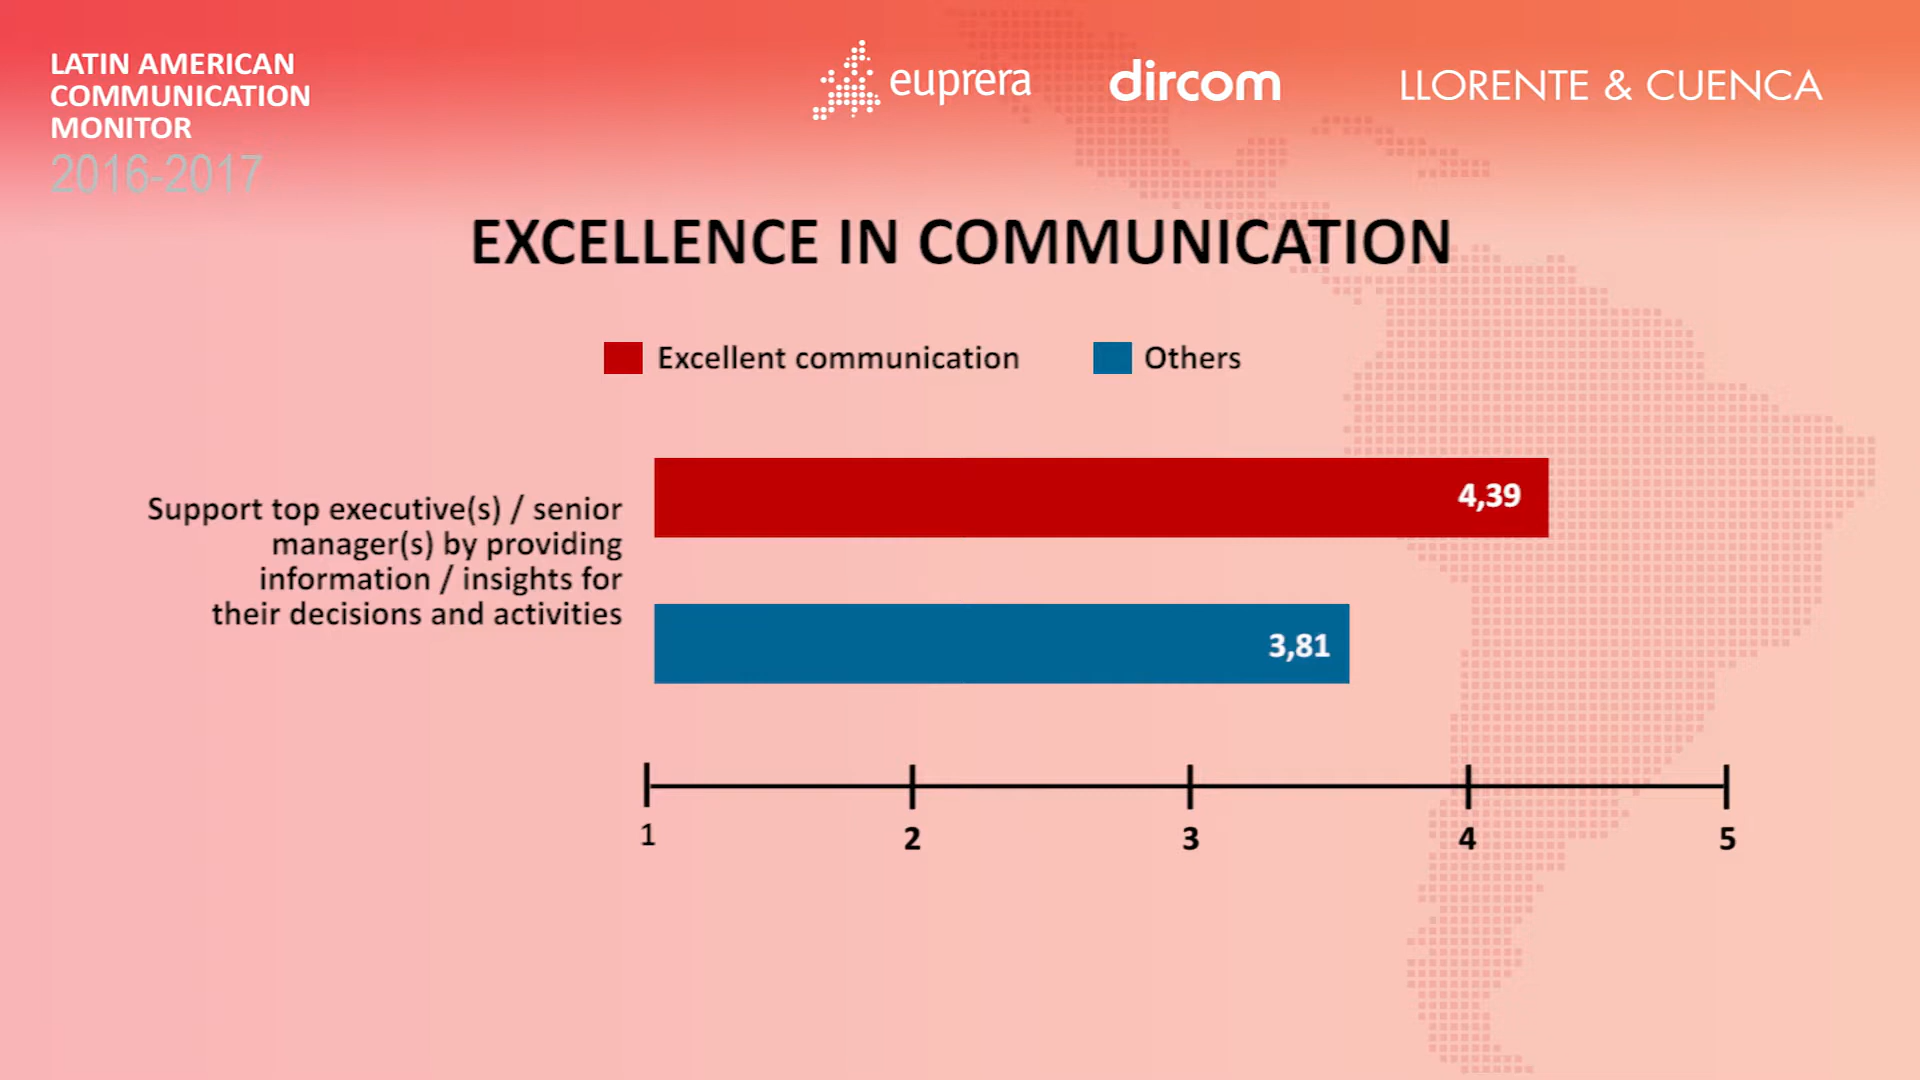 LATIN AMERICAN
COMMUNICATION
MONITOR
2016-2017
euprera
dircom
LLORENTE & CUENCA
EXCELLENCE IN COMMUNICATION
Excellent communication
Others
Support top executive(s) / senior
manager(s) by providing
information / insights for
their decisions and activities
4,39
3,81
1 2 3 4 5